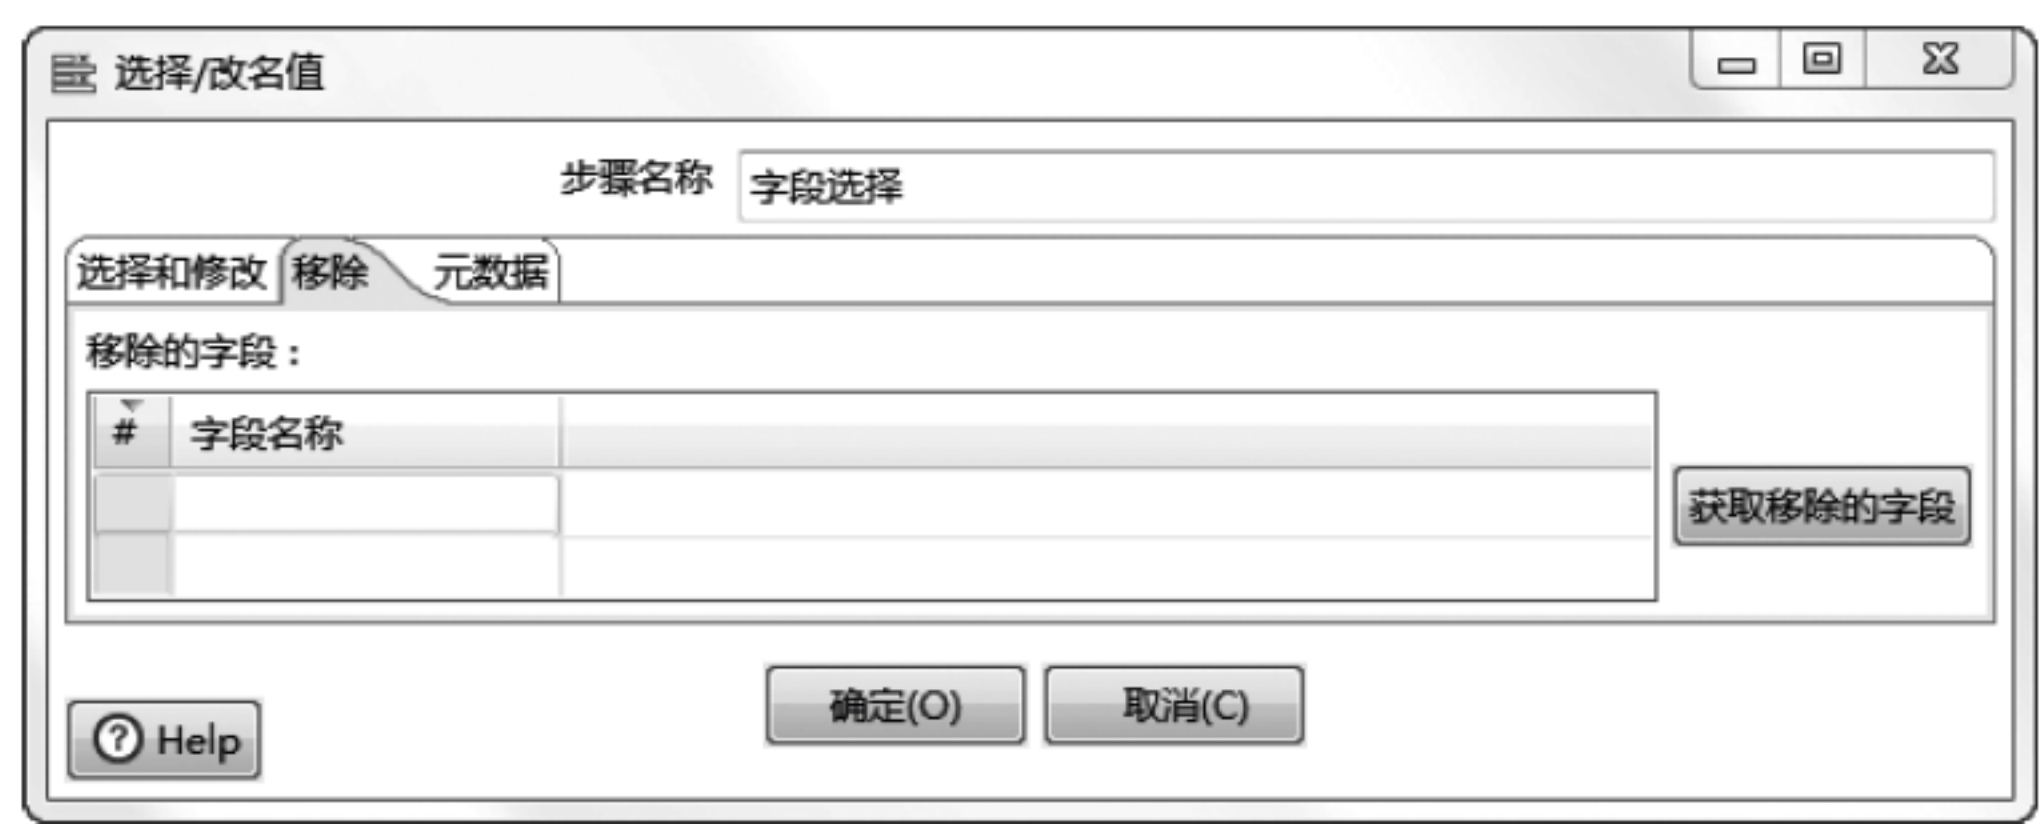 选择/改名值
步骤名称 字段选择
选择和修改 移除 元数据
移除的字段：
# 字段名称
获取移除的字段
确定(O) 取消(C)
Help